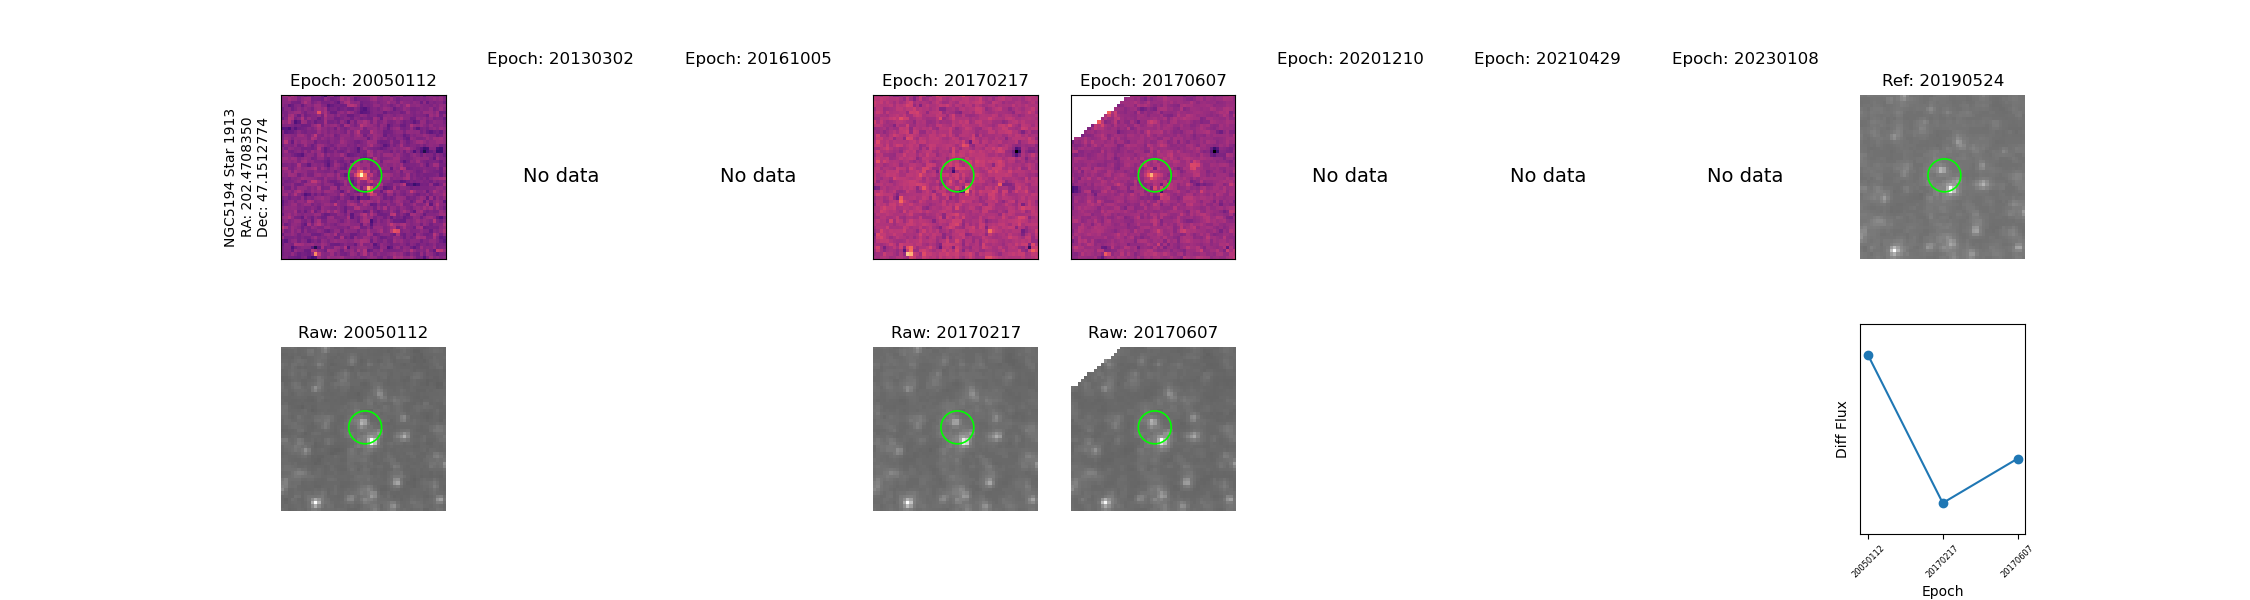 Epoch: 20050112
Epoch: 20130302
Epoch: 20161005
Epoch: 20170217
Epoch: 20170607
Epoch: 20201210
Epoch: 20210429
Epoch: 20230108
Ref: 20190524
NGC5194 Star 1913
RA: 202.4708350
Dec: 47.1512774
No data
No data
No data
No data
No data
Raw: 20050112
Raw: 20170217
Raw: 20170607
Diff Flux
20050112
20170217
20170607
Epoch